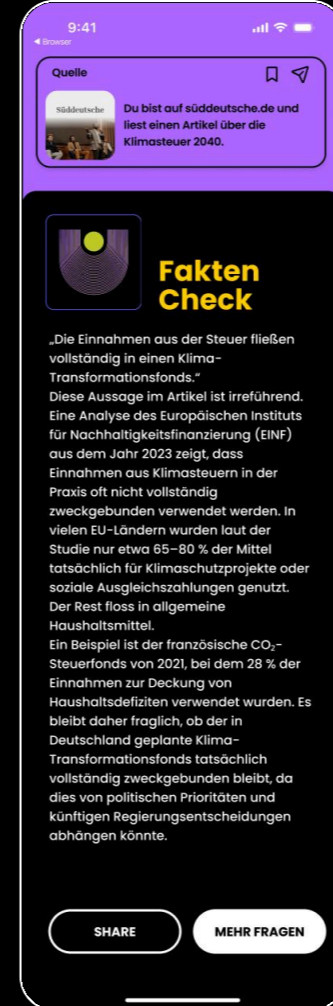 9:41
◀ Browser
Quelle
Süddeutsche
Du bist auf süddeutsche.de und
liest einen Artikel über die
Klimasteuer 2040.
Fakten
Check
„Die Einnahmen aus der Steuer fließen
vollständig in einen Klima-
Transformationsfonds.“
Diese Aussage im Artikel ist irreführend.
Eine Analyse des Europäischen Instituts
für Nachhaltigkeitsfinanzierung (EINF)
aus dem Jahr 2023 zeigt, dass
Einnahmen aus Klimasteuern in der
Praxis oft nicht vollständig
zweckgebunden verwendet werden. In
vielen EU-Ländern wurden laut der
Studie nur etwa 65–80 % der Mittel
tatsächlich für Klimaschutzprojekte oder
soziale Ausgleichszahlungen genutzt.
Der Rest floss in allgemeine
Haushaltsmittel.
Ein Beispiel ist der französische CO₂-
Steuerfonds von 2021, bei dem 28 % der
Einnahmen zur Deckung von
Haushaltsdefiziten verwendet wurden. Es
bleibt daher fraglich, ob der in
Deutschland geplante Klima-
Transformationsfonds tatsächlich
vollständig zweckgebunden bleibt, da
dies von politischen Prioritäten und
künftigen Regierungsentscheidungen
abhängen könnte.
SHARE
MEHR FRAGEN